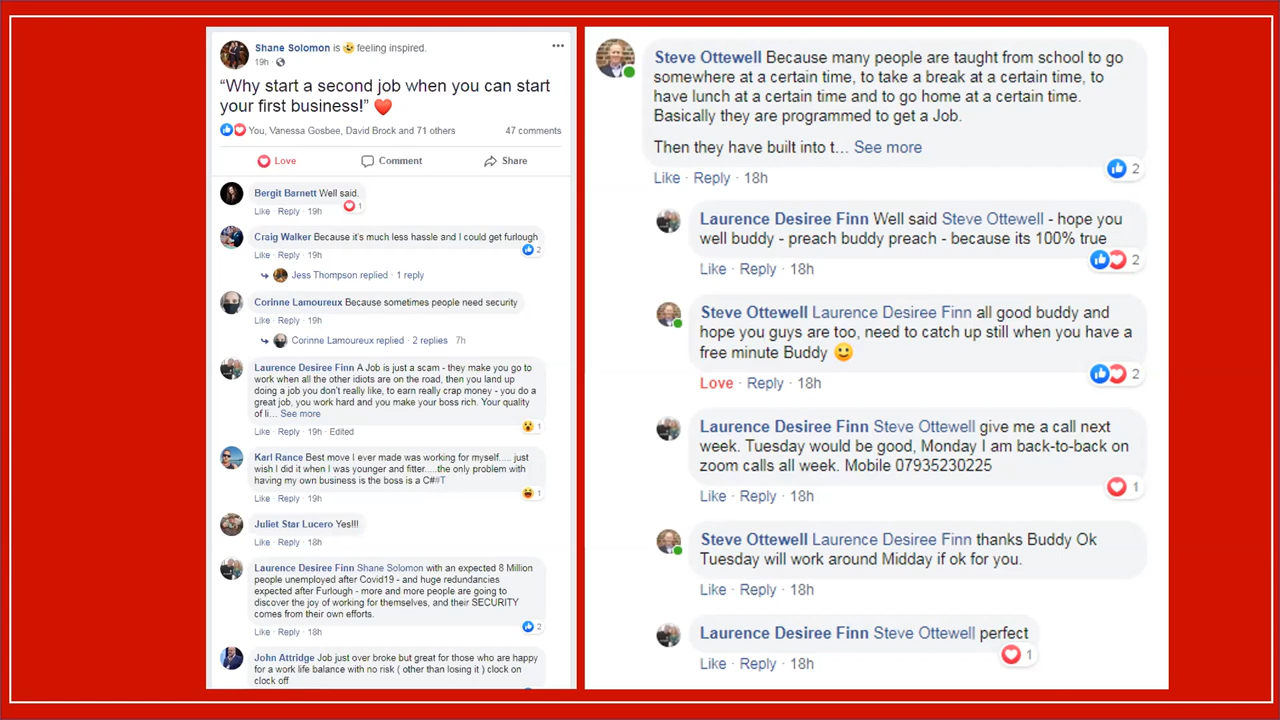 Shane Solomon is 😉 feeling inspired.
19h ·
“Why start a second job when you can start
your first business!” ❤️
You, Vanessa Gosbee, David Brock and 71 others 47 comments
Love Comment Share
Bergit Barnett Well said.
1
Like · Reply · 19h
Craig Walker Because it's much less hassle and I could get furlough
2
Like · Reply · 19h
Jess Thompson replied · 1 reply
Corinne Lamoureux Because sometimes people need security
Like · Reply · 19h
Corinne Lamoureux replied · 2 replies 7h
Laurence Desiree Finn A Job is just a scam - they make you go to
work when all the other idiots are on the road, then you land up
doing a job you don't really like, to earn really crap money - you do a
great job, you work hard and you make your boss rich. Your quality
of li... See more
1
Like · Reply · 19h · Edited
Karl Rance Best move I ever made was working for myself..... just
wish I did it when I was younger and fitter.....the only problem with
having my own business is the boss is a C##T
1
Like · Reply · 19h
Juliet Star Lucero Yes!!!
Like · Reply · 18h
Laurence Desiree Finn Shane Solomon with an expected 8 Million
people unemployed after Covid19 - and huge redundancies
expected after Furlough - more and more people are going to
discover the joy of working for themselves, and their SECURITY
comes from their own efforts.
2
Like · Reply · 18h
John Attridge Job just over broke but great for those who are happy
for a work life balance with no risk ( other than losing it ) clock on
clock off
Steve Ottewell Because many people are taught from school to go
somewhere at a certain time, to take a break at a certain time, to
have lunch at a certain time and to go home at a certain time.
Basically they are programmed to get a Job.
Then they have built into t... See more
2
Like · Reply · 18h
Laurence Desiree Finn Well said Steve Ottewell - hope you
well buddy - preach buddy preach - because its 100% true
2
Like · Reply · 18h
Steve Ottewell Laurence Desiree Finn all good buddy and
hope you guys are too, need to catch up still when you have a
free minute Buddy 🙂
2
Love · Reply · 18h
Laurence Desiree Finn Steve Ottewell give me a call next
week. Tuesday would be good, Monday I am back-to-back on
zoom calls all week. Mobile 07935230225
1
Like · Reply · 18h
Steve Ottewell Laurence Desiree Finn thanks Buddy Ok
Tuesday will work around Midday if ok for you.
Like · Reply · 18h
Laurence Desiree Finn Steve Ottewell perfect
1
Like · Reply · 18h